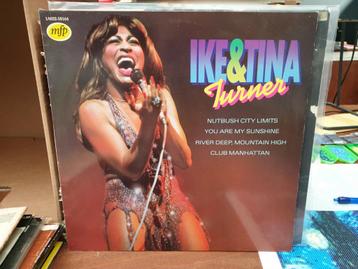 mfp
IKE&TINA
Turner
NUTBUSH CITY LIMITS
YOU ARE MY SUNSHINE
RIVER DEEP, MOUNTAIN HIGH
CLUB MANHATTAN